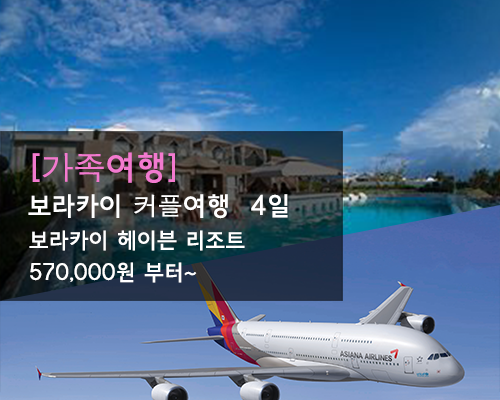 [가족여행]
보라카이 커플여행 4일
보라카이 헤이븐 리조트
570,000원 부터~
ASIANA AIRLINES